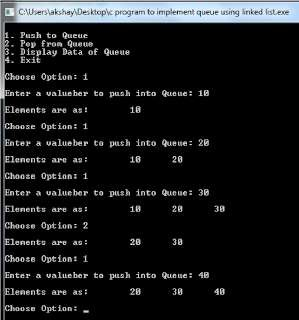 C:\Users\akshay\Desktop\c program to implement queue using linked list.exe
1. Push to Queue
2. Pop from Queue
3. Display Data of Queue
4. Exit
Choose Option: 1
Enter a valueber to push into Queue: 10
Elements are as: 10
Choose Option: 1
Enter a valueber to push into Queue: 20
Elements are as: 10 20
Choose Option: 1
Enter a valueber to push into Queue: 30
Elements are as: 10 20 30
Choose Option: 2
Elements are as: 20 30
Choose Option: 1
Enter a valueber to push into Queue: 40
Elements are as: 20 30 40
Choose Option: _